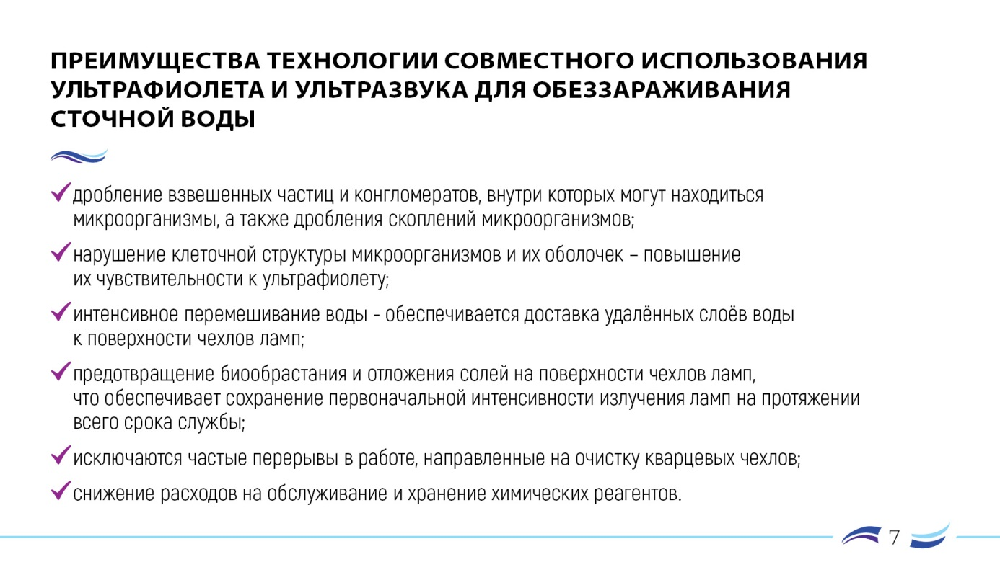 ПРЕИМУЩЕСТВА ТЕХНОЛОГИИ СОВМЕСТНОГО ИСПОЛЬЗОВАНИЯ
УЛЬТРАФИОЛЕТА И УЛЬТРАЗВУКА ДЛЯ ОБЕЗЗАРАЖИВАНИЯ
СТОЧНОЙ ВОДЫ
дробление взвешенных частиц и конгломератов, внутри которых могут находиться
микроорганизмы, а также дробления скоплений микроорганизмов;
нарушение клеточной структуры микроорганизмов и их оболочек – повышение
их чувствительности к ультрафиолету;
интенсивное перемешивание воды - обеспечивается доставка удалённых слоёв воды
к поверхности чехлов ламп;
предотвращение биообрастания и отложения солей на поверхности чехлов ламп,
что обеспечивает сохранение первоначальной интенсивности излучения ламп на протяжении
всего срока службы;
исключаются частые перерывы в работе, направленные на очистку кварцевых чехлов;
снижение расходов на обслуживание и хранение химических реагентов.
7